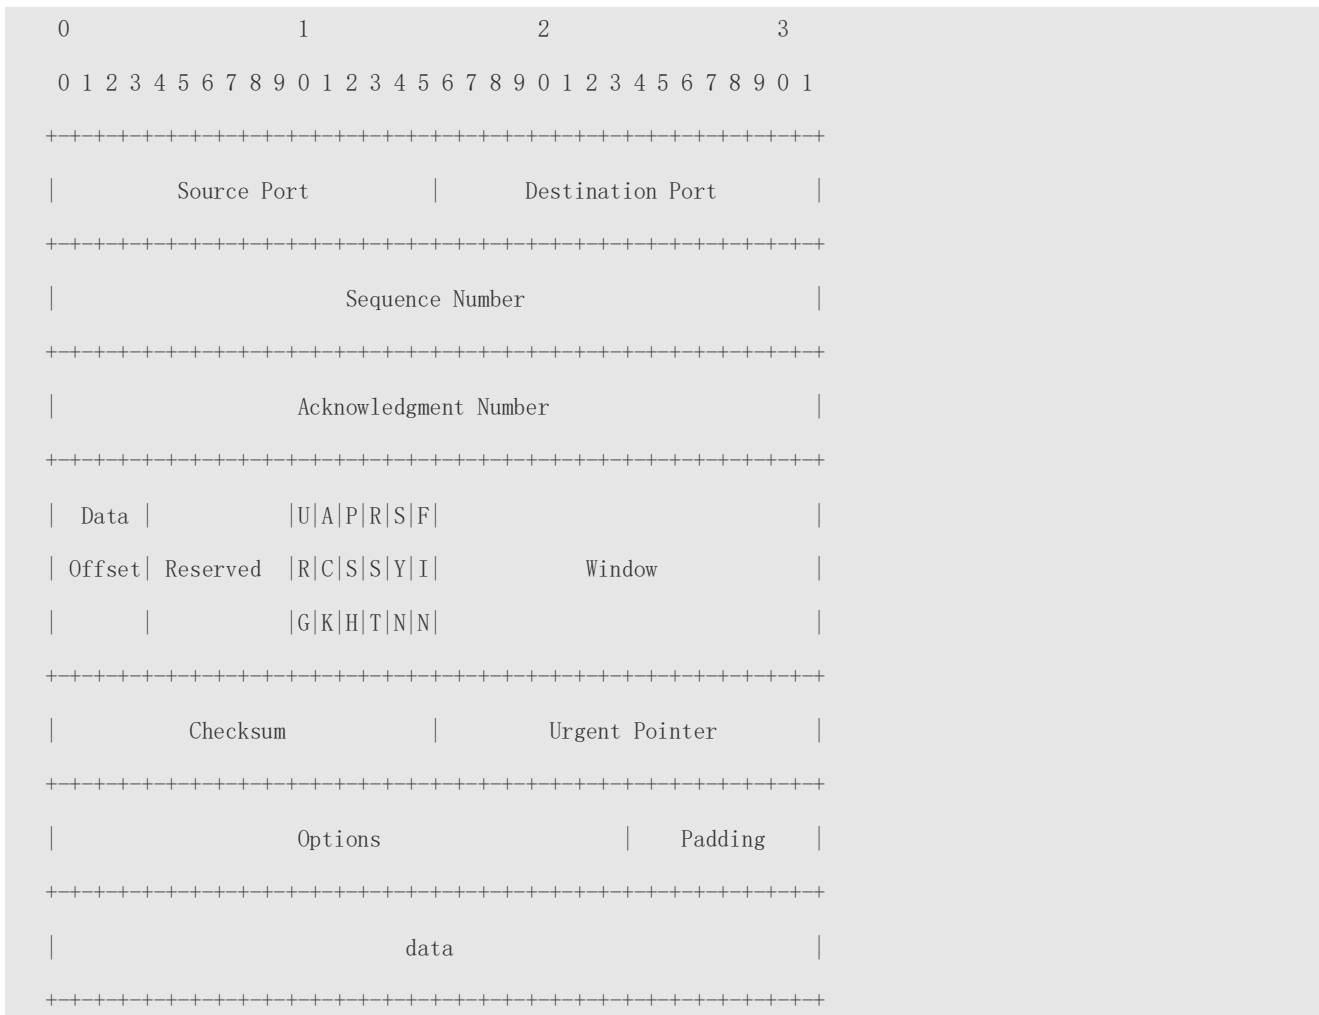 0                   1                   2                   3
 0 1 2 3 4 5 6 7 8 9 0 1 2 3 4 5 6 7 8 9 0 1 2 3 4 5 6 7 8 9 0 1
+-+-+-+-+-+-+-+-+-+-+-+-+-+-+-+-+-+-+-+-+-+-+-+-+-+-+-+-+-+-+-+-+
|          Source Port          |       Destination Port        |
+-+-+-+-+-+-+-+-+-+-+-+-+-+-+-+-+-+-+-+-+-+-+-+-+-+-+-+-+-+-+-+-+
|                        Sequence Number                        |
+-+-+-+-+-+-+-+-+-+-+-+-+-+-+-+-+-+-+-+-+-+-+-+-+-+-+-+-+-+-+-+-+
|                    Acknowledgment Number                      |
+-+-+-+-+-+-+-+-+-+-+-+-+-+-+-+-+-+-+-+-+-+-+-+-+-+-+-+-+-+-+-+-+
|  Data |           |U|A|P|R|S|F|                               |
| Offset| Reserved  |R|C|S|S|Y|I|            Window             |
|       |           |G|K|H|T|N|N|                               |
+-+-+-+-+-+-+-+-+-+-+-+-+-+-+-+-+-+-+-+-+-+-+-+-+-+-+-+-+-+-+-+-+
|           Checksum            |         Urgent Pointer        |
+-+-+-+-+-+-+-+-+-+-+-+-+-+-+-+-+-+-+-+-+-+-+-+-+-+-+-+-+-+-+-+-+
|                    Options                    |    Padding    |
+-+-+-+-+-+-+-+-+-+-+-+-+-+-+-+-+-+-+-+-+-+-+-+-+-+-+-+-+-+-+-+-+
|                             data                              |
+-+-+-+-+-+-+-+-+-+-+-+-+-+-+-+-+-+-+-+-+-+-+-+-+-+-+-+-+-+-+-+-+